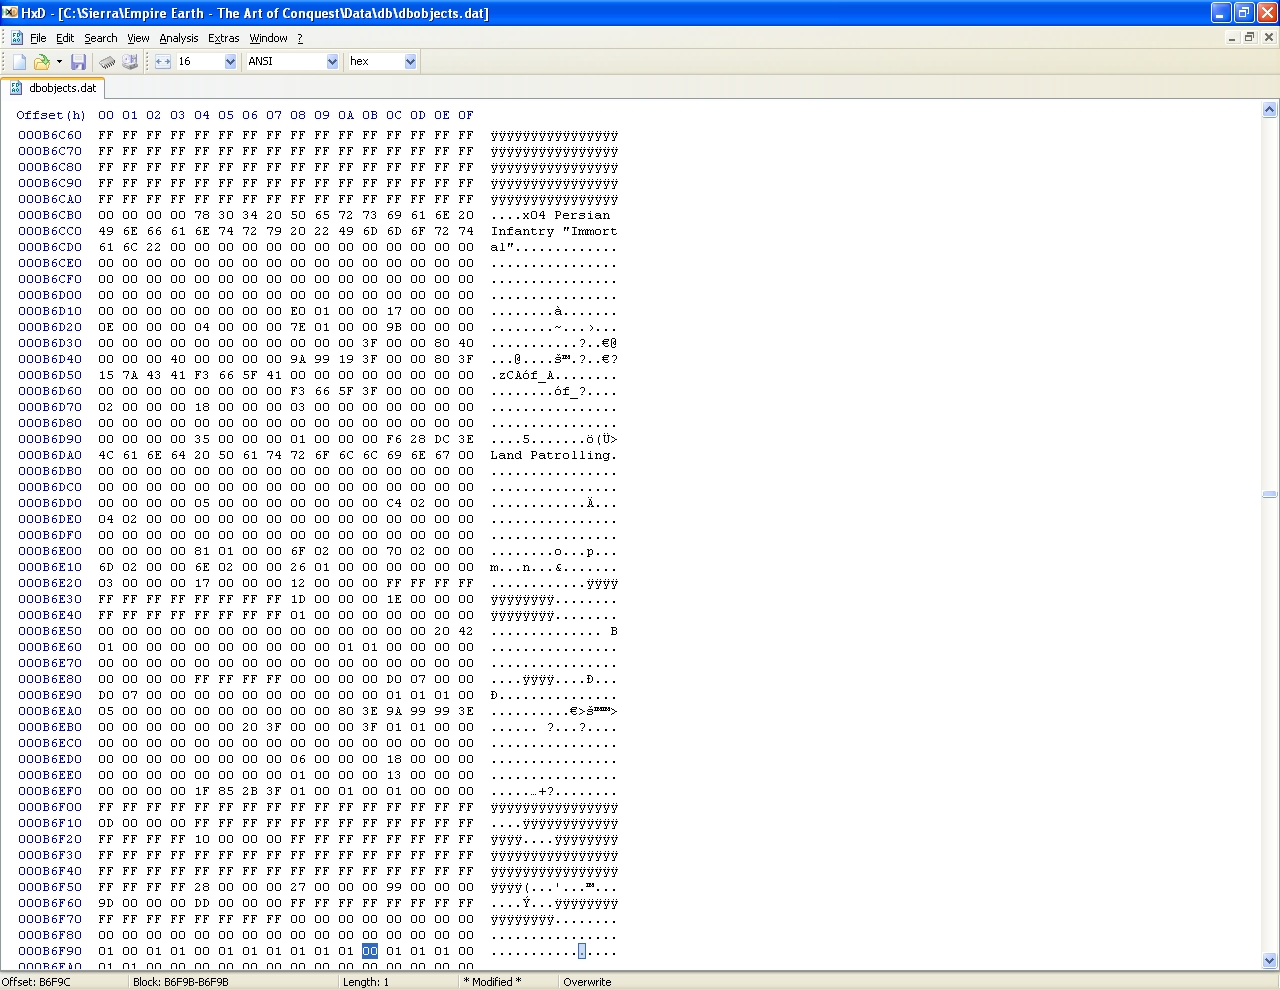 HxD - [C:\Sierra\Empire Earth - The Art of Conquest\Data\db\dbobjects.dat]
File Edit Search View Analysis Extras Window ?
16 ANSI hex
dbobjects.dat
Offset(h) 00 01 02 03 04 05 06 07 08 09 0A 0B 0C 0D 0E 0F
000B6C60 FF FF FF FF FF FF FF FF FF FF FF FF FF FF FF FF ÿÿÿÿÿÿÿÿÿÿÿÿÿÿÿÿ
000B6C70 FF FF FF FF FF FF FF FF FF FF FF FF FF FF FF FF ÿÿÿÿÿÿÿÿÿÿÿÿÿÿÿÿ
000B6C80 FF FF FF FF FF FF FF FF FF FF FF FF FF FF FF FF ÿÿÿÿÿÿÿÿÿÿÿÿÿÿÿÿ
000B6C90 FF FF FF FF FF FF FF FF FF FF FF FF FF FF FF FF ÿÿÿÿÿÿÿÿÿÿÿÿÿÿÿÿ
000B6CA0 FF FF FF FF FF FF FF FF FF FF FF FF FF FF FF FF ÿÿÿÿÿÿÿÿÿÿÿÿÿÿÿÿ
000B6CB0 00 00 00 00 78 30 34 20 50 65 72 73 69 61 6E 20 ....x04 Persian
000B6CC0 49 6E 66 61 6E 74 72 79 20 22 49 6D 6D 6F 72 74 Infantry "Immort
000B6CD0 61 6C 22 00 00 00 00 00 00 00 00 00 00 00 00 00 al".............
000B6CE0 00 00 00 00 00 00 00 00 00 00 00 00 00 00 00 00 ................
000B6CF0 00 00 00 00 00 00 00 00 00 00 00 00 00 00 00 00 ................
000B6D00 00 00 00 00 00 00 00 00 00 00 00 00 00 00 00 00 ................
000B6D10 00 00 00 00 00 00 00 00 E0 01 00 00 17 00 00 00 ........à.......
000B6D20 0E 00 00 00 04 00 00 00 7E 01 00 00 9B 00 00 00 ........~...›...
000B6D30 00 00 00 00 00 00 00 00 00 00 00 3F 00 00 80 40 ...........?..€@
000B6D40 00 00 00 40 00 00 00 00 9A 99 19 3F 00 00 80 3F ...@....š™.?..€?
000B6D50 15 7A 43 41 F3 66 5F 41 00 00 00 00 00 00 00 00 .zCAóf_A........
000B6D60 00 00 00 00 00 00 00 00 F3 66 5F 3F 00 00 00 00 ........óf_?....
000B6D70 02 00 00 00 18 00 00 00 03 00 00 00 00 00 00 00 ................
000B6D80 00 00 00 00 00 00 00 00 00 00 00 00 00 00 00 00 ................
000B6D90 00 00 00 00 35 00 00 00 01 00 00 00 F6 28 DC 3E ....5.......ö(Ü>
000B6DA0 4C 61 6E 64 20 50 61 74 72 6F 6C 6C 69 6E 67 00 Land Patrolling.
000B6DB0 00 00 00 00 00 00 00 00 00 00 00 00 00 00 00 00 ................
000B6DC0 00 00 00 00 00 00 00 00 00 00 00 00 00 00 00 00 ................
000B6DD0 00 00 00 00 05 00 00 00 00 00 00 00 C4 02 00 00 ............Ä...
000B6DE0 04 02 00 00 00 00 00 00 00 00 00 00 00 00 00 00 ................
000B6DF0 00 00 00 00 00 00 00 00 00 00 00 00 00 00 00 00 ................
000B6E00 00 00 00 00 81 01 00 00 6F 02 00 00 70 02 00 00 ........o...p...
000B6E10 6D 02 00 00 6E 02 00 00 26 01 00 00 00 00 00 00 m...n...&.......
000B6E20 03 00 00 00 17 00 00 00 12 00 00 00 FF FF FF FF ............ÿÿÿÿ
000B6E30 FF FF FF FF FF FF FF FF 1D 00 00 00 1E 00 00 00 ÿÿÿÿÿÿÿÿ........
000B6E40 FF FF FF FF FF FF FF FF 01 00 00 00 00 00 00 00 ÿÿÿÿÿÿÿÿ........
000B6E50 00 00 00 00 00 00 00 00 00 00 00 00 00 00 20 42 .............. B
000B6E60 01 00 00 00 00 00 00 00 00 00 01 01 00 00 00 00 ................
000B6E70 00 00 00 00 00 00 00 00 00 00 00 00 00 00 00 00 ................
000B6E80 00 00 00 00 FF FF FF FF 00 00 00 00 D0 07 00 00 ....ÿÿÿÿ....Ð...
000B6E90 D0 07 00 00 00 00 00 00 00 00 00 00 01 01 01 00 Ð...............
000B6EA0 05 00 00 00 00 00 00 00 00 00 80 3E 9A 99 99 3E ..........€>š™™>
000B6EB0 00 00 00 00 00 00 20 3F 00 00 00 3F 01 01 00 00 ...... ?...?....
000B6EC0 00 00 00 00 00 00 00 00 00 00 00 00 00 00 00 00 ................
000B6ED0 00 00 00 00 00 00 00 00 06 00 00 00 18 00 00 00 ................
000B6EE0 00 00 00 00 00 00 00 00 01 00 00 00 13 00 00 00 ................
000B6EF0 00 00 00 00 1F 85 2B 3F 01 00 01 00 01 00 00 00 .....…+?........
000B6F00 FF FF FF FF FF FF FF FF FF FF FF FF FF FF FF FF ÿÿÿÿÿÿÿÿÿÿÿÿÿÿÿÿ
000B6F10 0D 00 00 00 FF FF FF FF FF FF FF FF FF FF FF FF ....ÿÿÿÿÿÿÿÿÿÿÿÿ
000B6F20 FF FF FF FF 10 00 00 00 FF FF FF FF FF FF FF FF ÿÿÿÿ....ÿÿÿÿÿÿÿÿ
000B6F30 FF FF FF FF FF FF FF FF FF FF FF FF FF FF FF FF ÿÿÿÿÿÿÿÿÿÿÿÿÿÿÿÿ
000B6F40 FF FF FF FF FF FF FF FF FF FF FF FF FF FF FF FF ÿÿÿÿÿÿÿÿÿÿÿÿÿÿÿÿ
000B6F50 FF FF FF FF 28 00 00 00 27 00 00 00 99 00 00 00 ÿÿÿÿ(...'...™...
000B6F60 9D 00 00 00 DD 00 00 00 FF FF FF FF FF FF FF FF ....Ý...ÿÿÿÿÿÿÿÿ
000B6F70 FF FF FF FF FF FF FF FF 00 00 00 00 00 00 00 00 ÿÿÿÿÿÿÿÿ........
000B6F80 00 00 00 00 00 00 00 00 00 00 00 00 00 00 00 00 ................
000B6F90 01 00 01 01 00 01 01 01 01 01 01 00 01 01 01 00 ................
000B6FA0 01 01 00 00 00 00 00 00 00 00 00 00 00 00 00 00
Offset: B6F9C Block: B6F9B-B6F9B Length: 1 * Modified * Overwrite